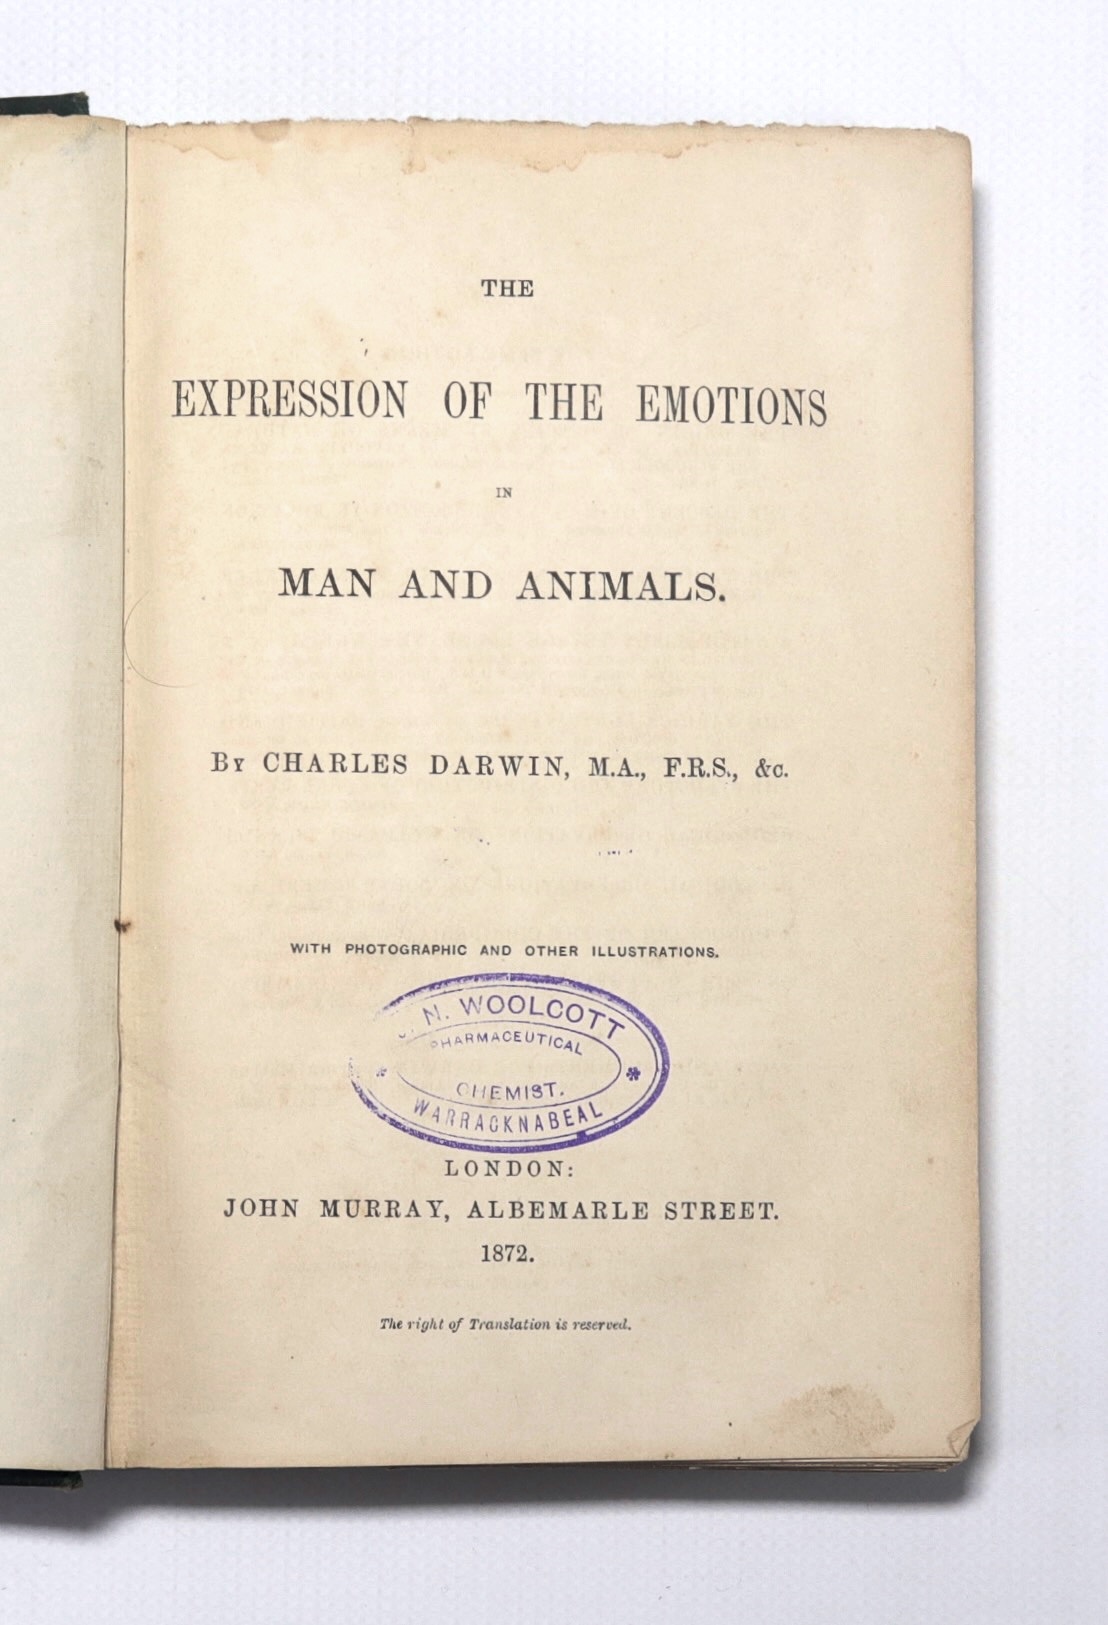 THE
EXPRESSION OF THE EMOTIONS
IN
MAN AND ANIMALS.
By CHARLES DARWIN, M.A., F.R.S., &c.
WITH PHOTOGRAPHIC AND OTHER ILLUSTRATIONS.
N. WOOLCOTT
PHARMACEUTICAL
CHEMIST.
WARRACKNABEAL
LONDON:
JOHN MURRAY, ALBEMARLE STREET.
1872.
The right of Translation is reserved.